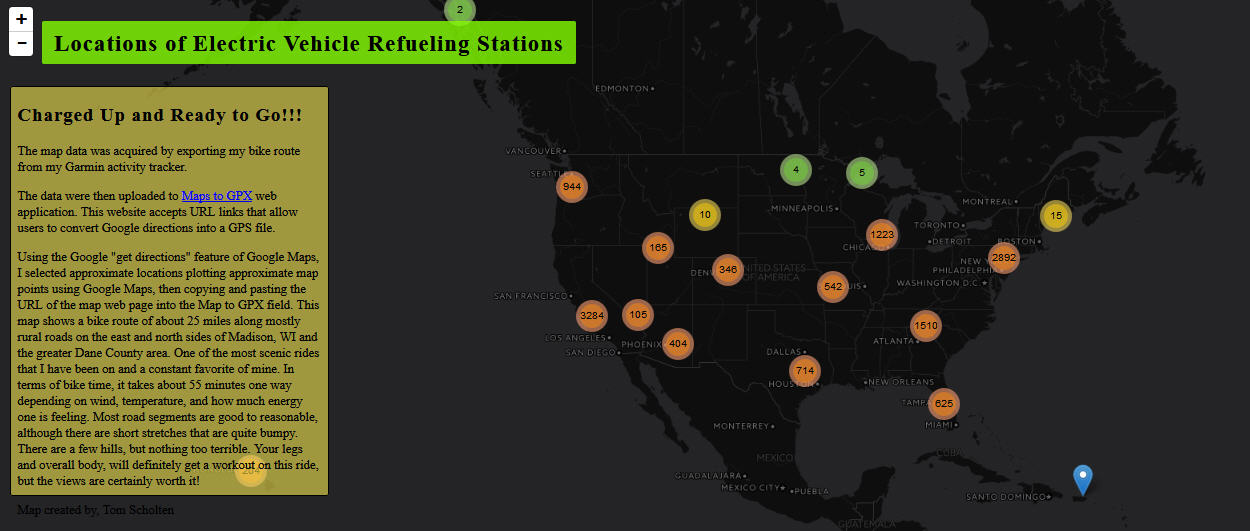 +
−
2
Locations of Electric Vehicle Refueling Stations
EDMONTON
Charged Up and Ready to Go!!!
The map data was acquired by exporting my bike route
from my Garmin activity tracker.
The data were then uploaded to Maps to GPX web
application. This website accepts URL links that allow
users to convert Google directions into a GPS file.
Using the Google "get directions" feature of Google Maps,
I selected approximate locations plotting approximate map
points using Google Maps, then copying and pasting the
URL of the map web page into the Map to GPX field. This
map shows a bike route of about 25 miles along mostly
rural roads on the east and north sides of Madison, WI and
the greater Dane County area. One of the most scenic rides
that I have been on and a constant favorite of mine. In
terms of bike time, it takes about 55 minutes one way
depending on wind, temperature, and how much energy
one is feeling. Most road segments are good to reasonable,
although there are short stretches that are quite bumpy.
There are a few hills, but nothing too terrible. Your legs
and overall body, will definitely get a workout on this ride,
but the views are certainly worth it!
Map created by, Tom Scholten
VANCOUVER
SEATTLE
944
4
5
10
MINNEAPOLIS
MONTREAL
15
TORONTO
1223
CHICAGO
DETROIT
BOSTON
165
346
DEN
UNITED STATES
OF AMERICA
NEW Y
2892
PHILADELPHIA
WASHINGTON D.C.
542
UIS
SAN FRANCISCO
3284
105
LOS ANGELES
SAN DIEGO
PHOENIX
404
1510
ATLANTA
DALLAS
714
HOUSTON
NEW ORLEANS
TAMPA
625
MIAMI
MONTERREY
MEXICO
CUBA
GUADALAJARA
MEXICO CITY
PUEBLA
SANTO DOMINGO
GUATEMALA